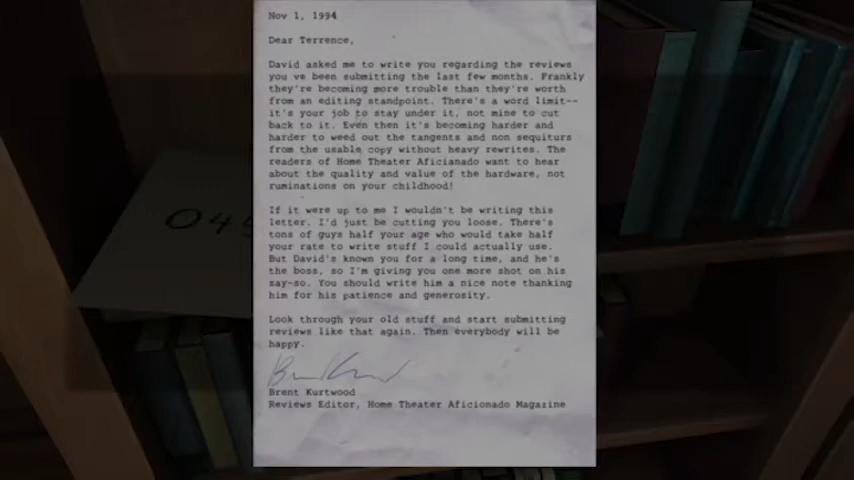 Nov 1, 1994
Dear Terrence,
David asked me to write you regarding the reviews
you ve been submitting the last few months. Frankly
they're becoming more trouble than they're worth
from an editing standpoint. There's a word limit--
it's your job to stay under it, not mine to cut
back to it. Even then it's becoming harder and
harder to weed out the tangents and non sequiturs
from the usable copy without heavy rewrites. The
readers of Home Theater Aficianado want to hear
about the quality and value of the hardware, not
ruminations on your childhood!
If it were up to me I wouldn't be writing this
letter. I'd just be cutting you loose. There's
tons of guys half your age who would take half
your rate to write stuff I could actually use.
But David's known you for a long time, and he's
the boss, so I'm giving you one more shot on his
say-so. You should write him a nice note thanking
him for his patience and generosity.
Look through your old stuff and start submitting
reviews like that again. Then everybody will be
happy.
Brent Kurtwood
Reviews Editor, Home Theater Aficionado Magazine